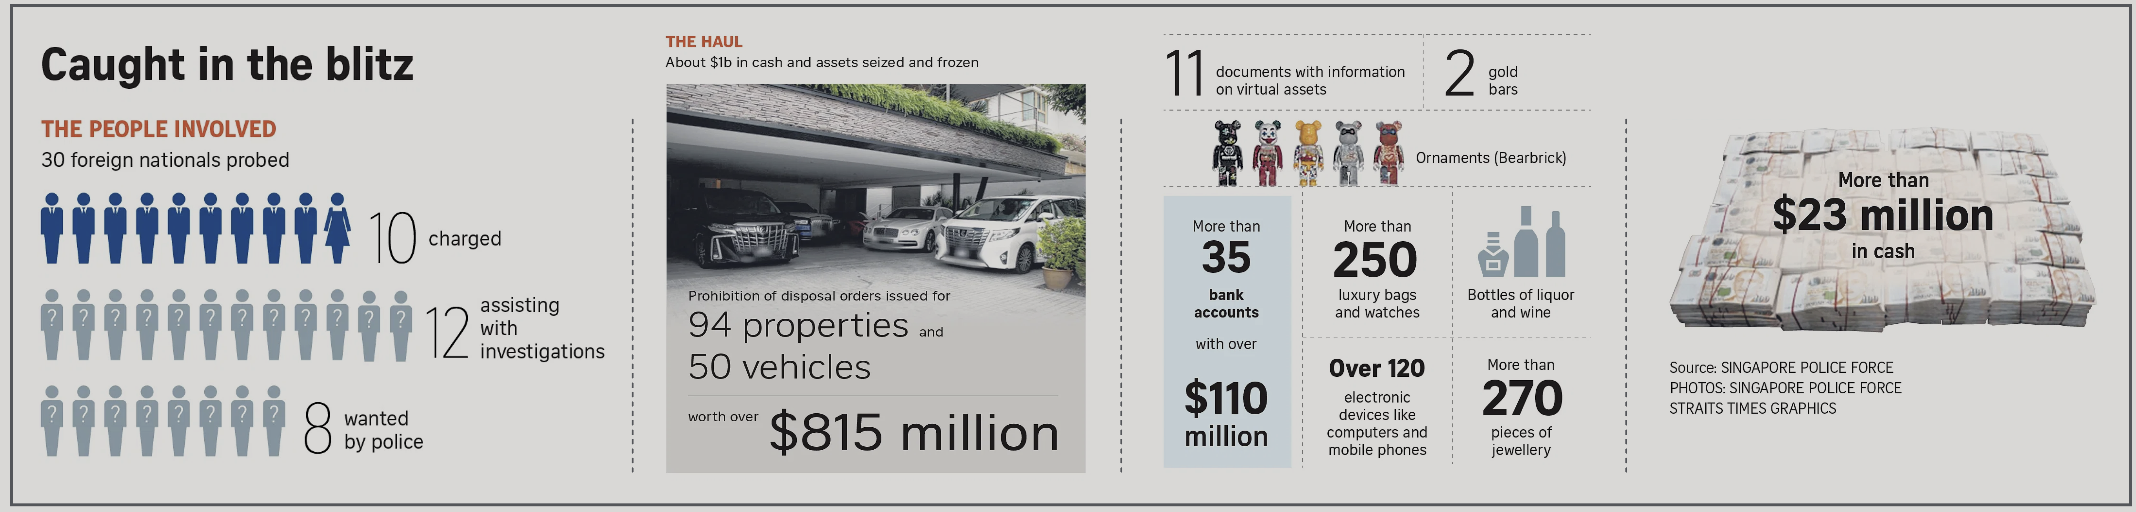 Caught in the blitz
THE PEOPLE INVOLVED
30 foreign nationals probed
10 charged
? ? ? ? ? ? ? ? ? ? ? ?
12 assisting
with
investigations
? ? ? ? ? ? ? ?
8 wanted
by police
THE HAUL
About $1b in cash and assets seized and frozen
Prohibition of disposal orders issued for
94 properties and
50 vehicles
worth over $815 million
11 documents with information
on virtual assets
2 gold
bars
Ornaments (Bearbrick)
More than
35
bank
accounts
with over
$110
million
More than
250
luxury bags
and watches
Bottles of liquor
and wine
Over 120
electronic
devices like
computers and
mobile phones
More than
270
pieces of
jewellery
More than
$23 million
in cash
Source: SINGAPORE POLICE FORCE
PHOTOS: SINGAPORE POLICE FORCE
STRAITS TIMES GRAPHICS